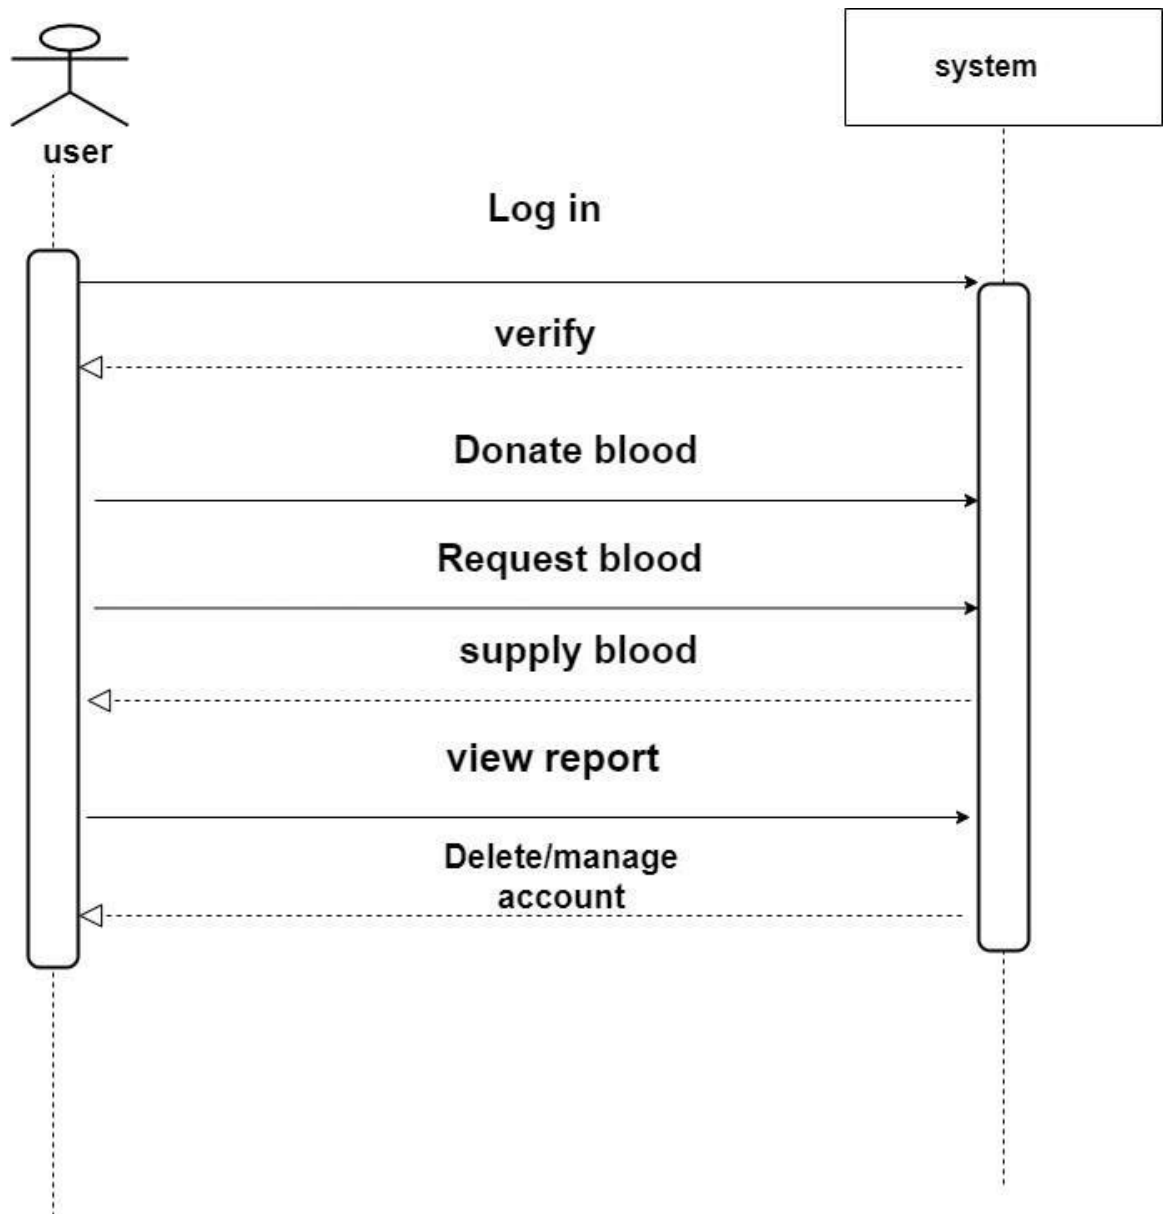 system
user
Log in
verify
Donate blood
Request blood
supply blood
view report
Delete/manage
account